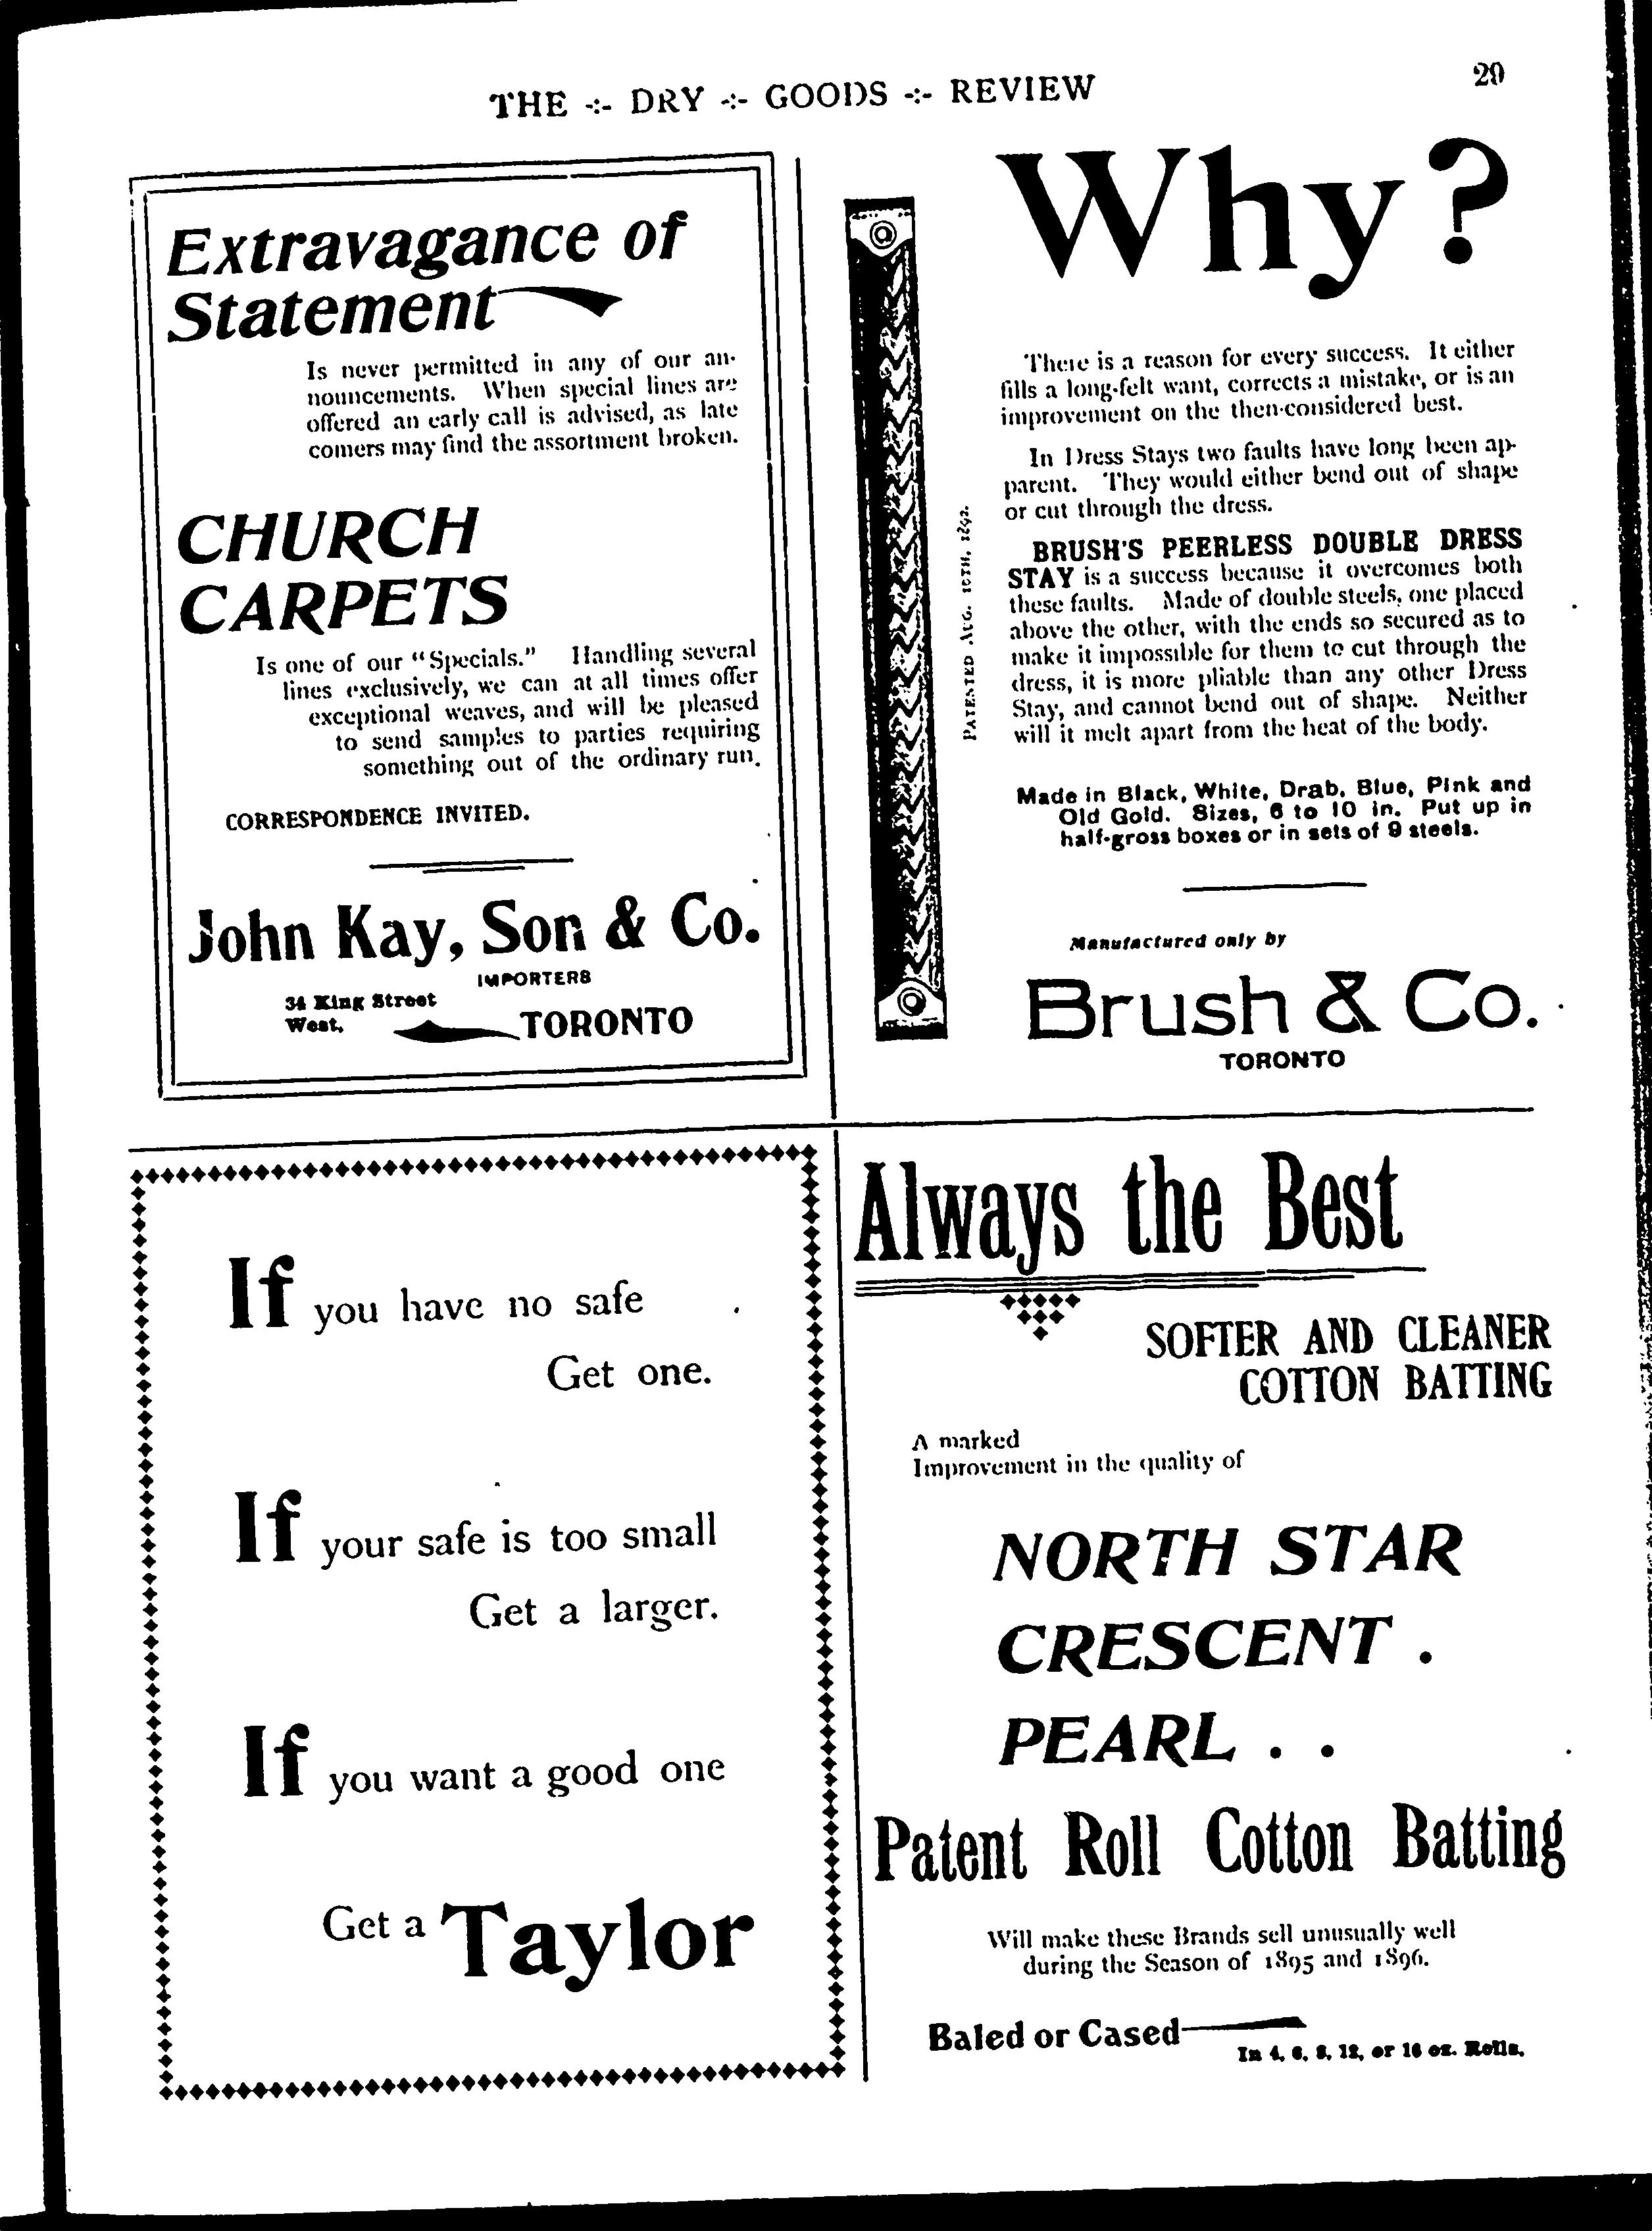 THE -:- DRY -:- GOODS -:- REVIEW
29
Extravagance of
Statement
Is never permitted in any of our an-
nouncements. When special lines are
offered an early call is advised, as late
comers may find the assortment broken.
CHURCH
CARPETS
Is one of our "Specials." Handling several
lines exclusively, we can at all times offer
exceptional weaves, and will be pleased
to send samples to parties requiring
something out of the ordinary run.
CORRESPONDENCE INVITED.
John Kay, Son & Co.
IMPORTERS
34 King Street
West,
TORONTO
Why?
There is a reason for every success. It either
fills a long-felt want, corrects a mistake, or is an
improvement on the then-considered best.
In Dress Stays two faults have long been ap-
parent. They would either bend out of shape
or cut through the dress.
BRUSH'S PEERLESS DOUBLE DRESS
STAY is a success because it overcomes both
these faults. Made of double steels, one placed
above the other, with the ends so secured as to
make it impossible for them to cut through the
dress, it is more pliable than any other Dress
Stay, and cannot bend out of shape. Neither
will it melt apart from the heat of the body.
PATENTED AUG. 10TH, 1892.
Made in Black, White, Drab, Blue, Pink and
Old Gold. Sizes, 6 to 10 in. Put up in
half-gross boxes or in sets of 9 steels.
Manufactured only by
Brush & Co.
TORONTO
If you have no safe
Get one.
If your safe is too small
Get a larger.
If you want a good one
Get a Taylor
Always the Best
SOFTER AND CLEANER
COTTON BATTING
A marked
Improvement in the quality of
NORTH STAR
CRESCENT .
PEARL . .
Patent Roll Cotton Batting
Will make these Brands sell unusually well
during the Season of 1895 and 1896.
Baled or Cased
In 4, 6, 8, 12, or 16 oz. Rolls.